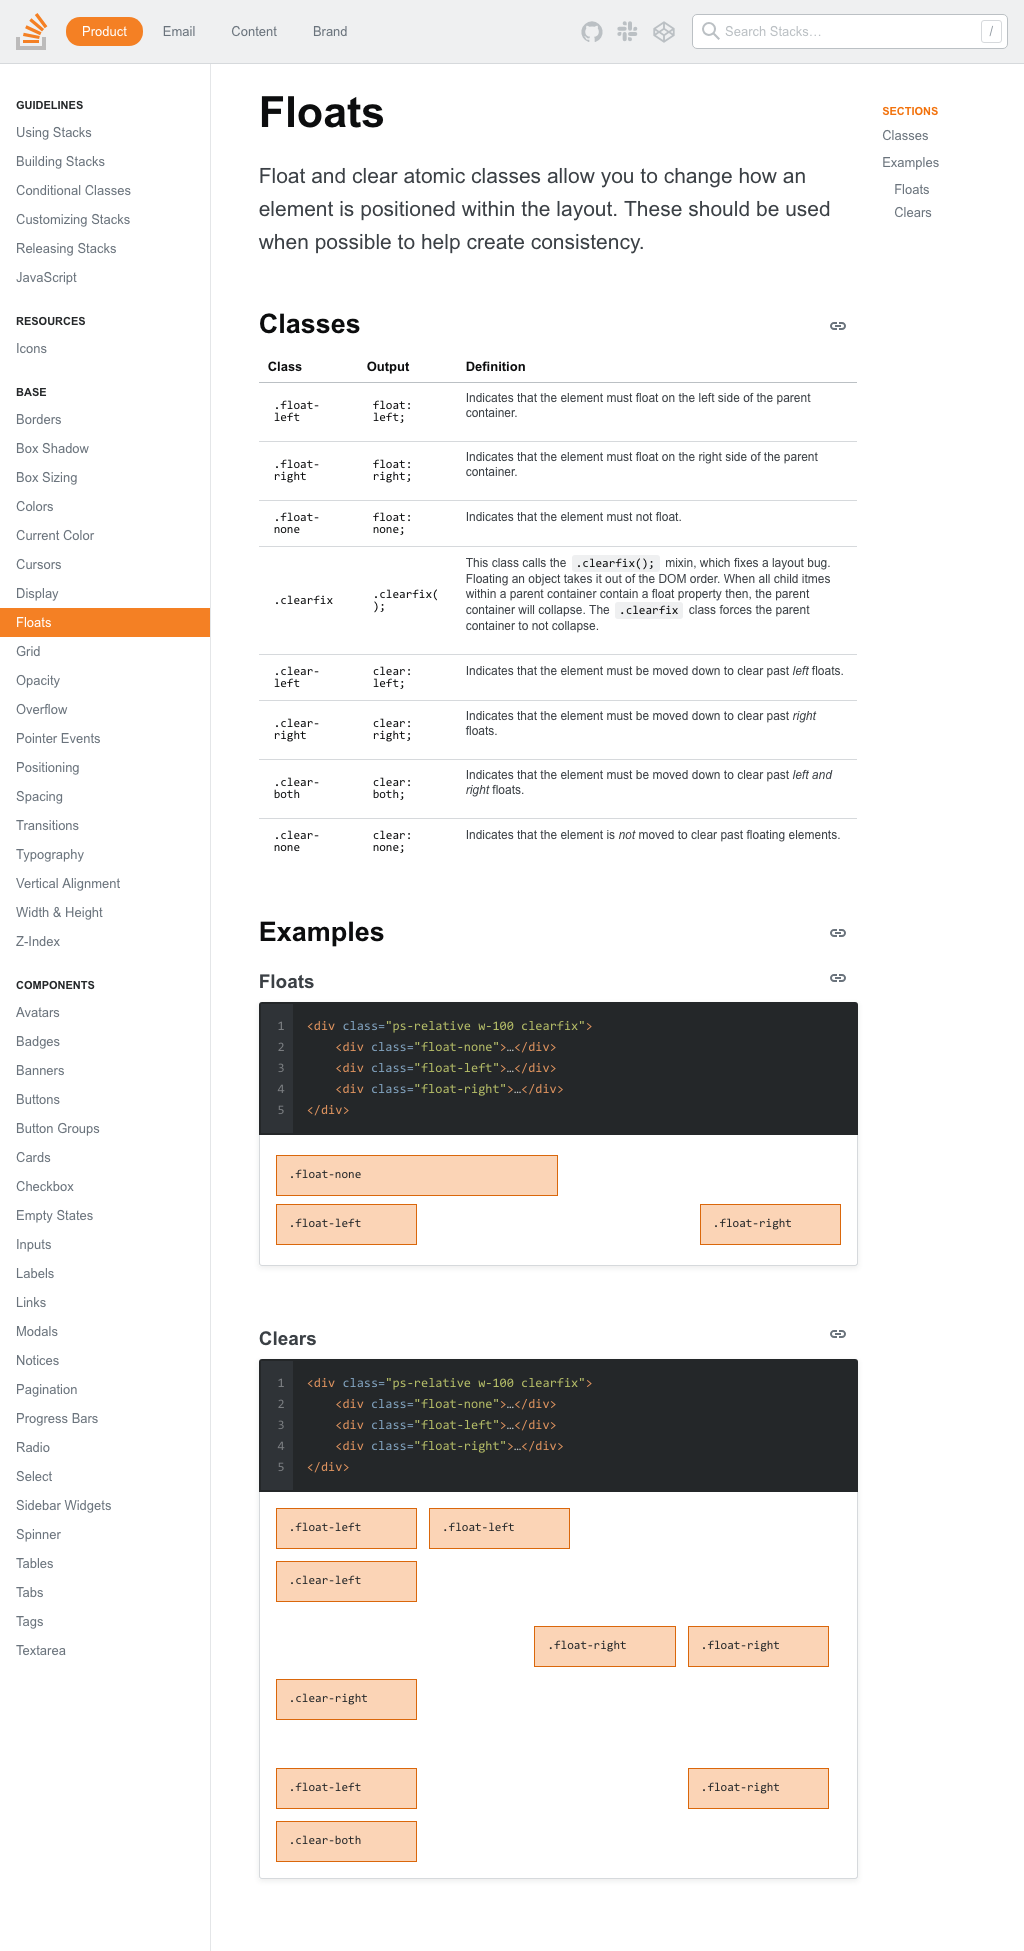 Product
Email
Content
Brand
Search Stacks…
/
GUIDELINES
Using Stacks
Building Stacks
Conditional Classes
Customizing Stacks
Releasing Stacks
JavaScript
RESOURCES
Icons
BASE
Borders
Box Shadow
Box Sizing
Colors
Current Color
Cursors
Display
Floats
Grid
Opacity
Overflow
Pointer Events
Positioning
Spacing
Transitions
Typography
Vertical Alignment
Width & Height
Z-Index
COMPONENTS
Avatars
Badges
Banners
Buttons
Button Groups
Cards
Checkbox
Empty States
Inputs
Labels
Links
Modals
Notices
Pagination
Progress Bars
Radio
Select
Sidebar Widgets
Spinner
Tables
Tabs
Tags
Textarea
Floats
Float and clear atomic classes allow you to change how an
element is positioned within the layout. These should be used
when possible to help create consistency.
Classes
Class Output Definition
.float-
left
float:
left;
Indicates that the element must float on the left side of the parent
container.
.float-
right
float:
right;
Indicates that the element must float on the right side of the parent
container.
.float-
none
float:
none;
Indicates that the element must not float.
.clearfix
.clearfix(
);
This class calls the .clearfix(); mixin, which fixes a layout bug.
Floating an object takes it out of the DOM order. When all child itmes
within a parent container contain a float property then, the parent
container will collapse. The .clearfix class forces the parent
container to not collapse.
.clear-
left
clear:
left;
Indicates that the element must be moved down to clear past left floats.
.clear-
right
clear:
right;
Indicates that the element must be moved down to clear past right
floats.
.clear-
both
clear:
both;
Indicates that the element must be moved down to clear past left and
right floats.
.clear-
none
clear:
none;
Indicates that the element is not moved to clear past floating elements.
Examples
Floats
1 <div class="ps-relative w-100 clearfix">
2 <div class="float-none">…</div>
3 <div class="float-left">…</div>
4 <div class="float-right">…</div>
5 </div>
.float-none
.float-left
.float-right
Clears
1 <div class="ps-relative w-100 clearfix">
2 <div class="float-none">…</div>
3 <div class="float-left">…</div>
4 <div class="float-right">…</div>
5 </div>
.float-left
.float-left
.clear-left
.float-right
.float-right
.clear-right
.float-left
.float-right
.clear-both
SECTIONS
Classes
Examples
Floats
Clears